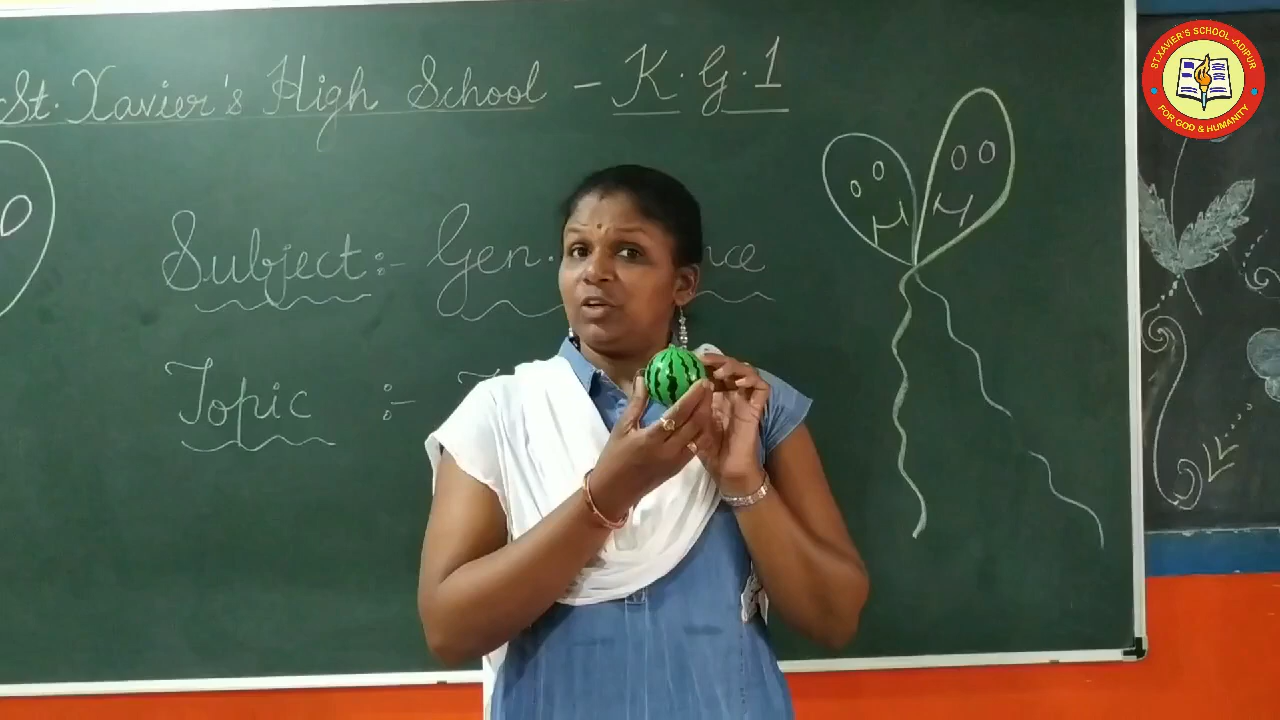 St. Xavier's High School - K.G.1
Subject:- Gen.
Topic :-
ST.XAVIER'S SCHOOL-ADIPUR
FOR GOD & HUMANITY